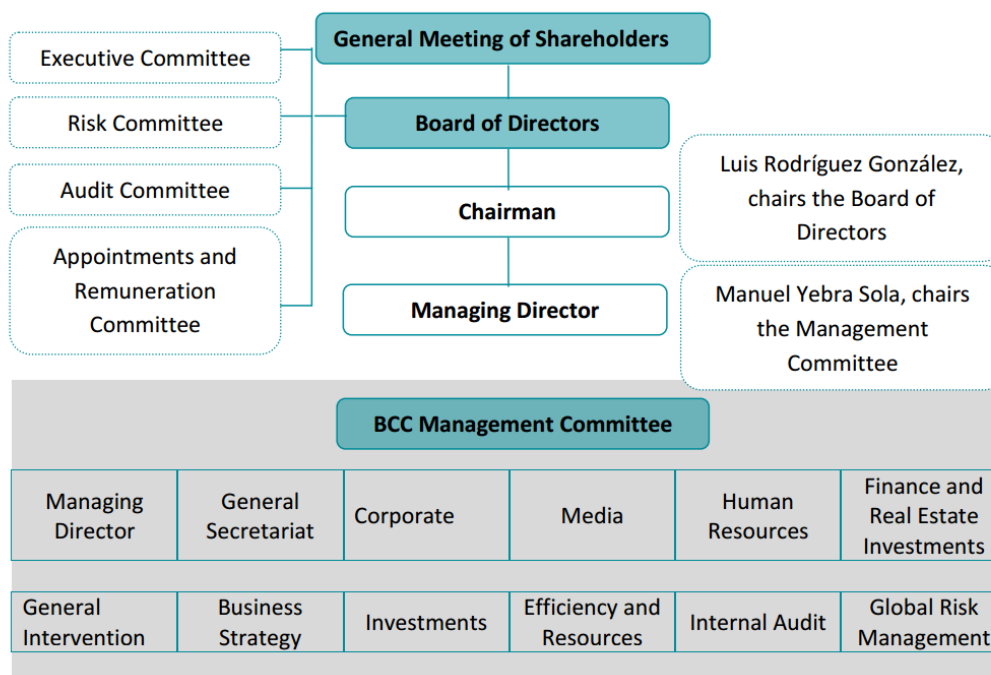 General Meeting of Shareholders
Executive Committee
Risk Committee
Board of Directors
Audit Committee
Luis Rodríguez González,
chairs the Board of
Directors
Chairman
Appointments and
Remuneration
Committee
Managing Director
Manuel Yebra Sola, chairs
the Management
Committee
BCC Management Committee
Managing
Director
General
Secretariat
Corporate
Media
Human
Resources
Finance and
Real Estate
Investments
General
Intervention
Business
Strategy
Investments
Efficiency and
Resources
Internal Audit
Global Risk
Management